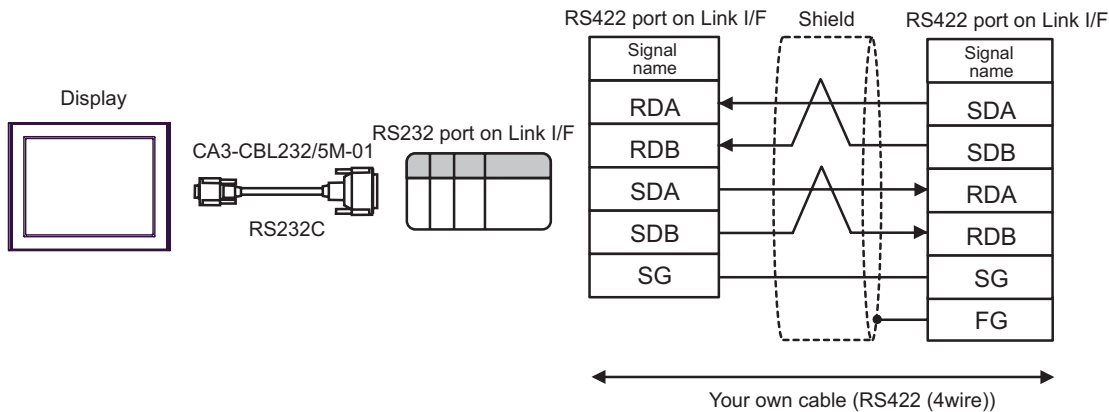 Display
CA3-CBL232/5M-01
RS232C
RS232 port on Link I/F
RS422 port on Link I/F
Signal
name
RDA
RDB
SDA
SDB
SG
Shield
RS422 port on Link I/F
Signal
name
SDA
SDB
RDA
RDB
SG
FG
Your own cable (RS422 (4wire))